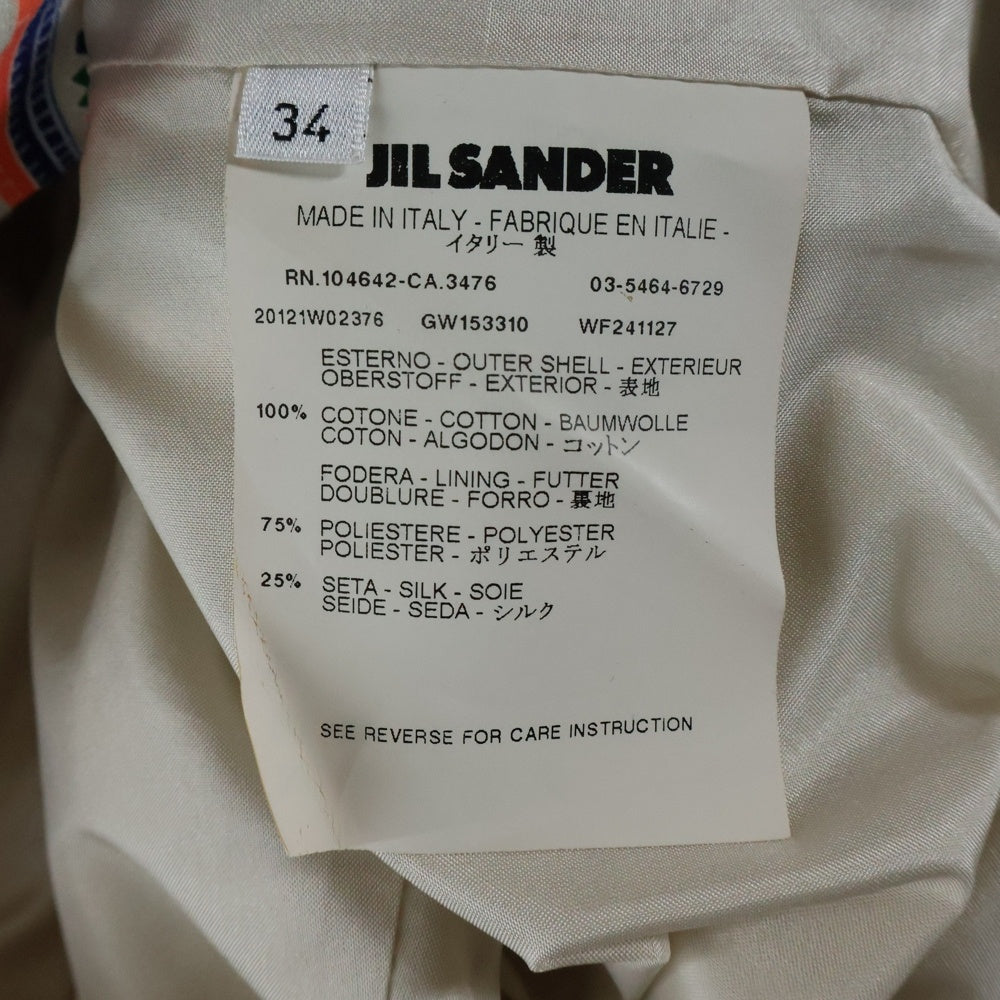 34
JIL SANDER
MADE IN ITALY - FABRIQUE EN ITALIE -
イタリー 製
RN.104642-CA.3476 03-5464-6729
20121W02376 GW153310 WF241127
ESTERNO - OUTER SHELL - EXTERIEUR
OBERSTOFF - EXTERIOR - 表地
100% COTONE - COTTON - BAUMWOLLE
COTON - ALGODON - コットン
FODERA - LINING - FUTTER
DOUBLURE - FORRO - 裏地
75% POLIESTERE - POLYESTER
POLIESTER - ポリエステル
25% SETA - SILK - SOIE
SEIDE - SEDA - シルク
SEE REVERSE FOR CARE INSTRUCTION